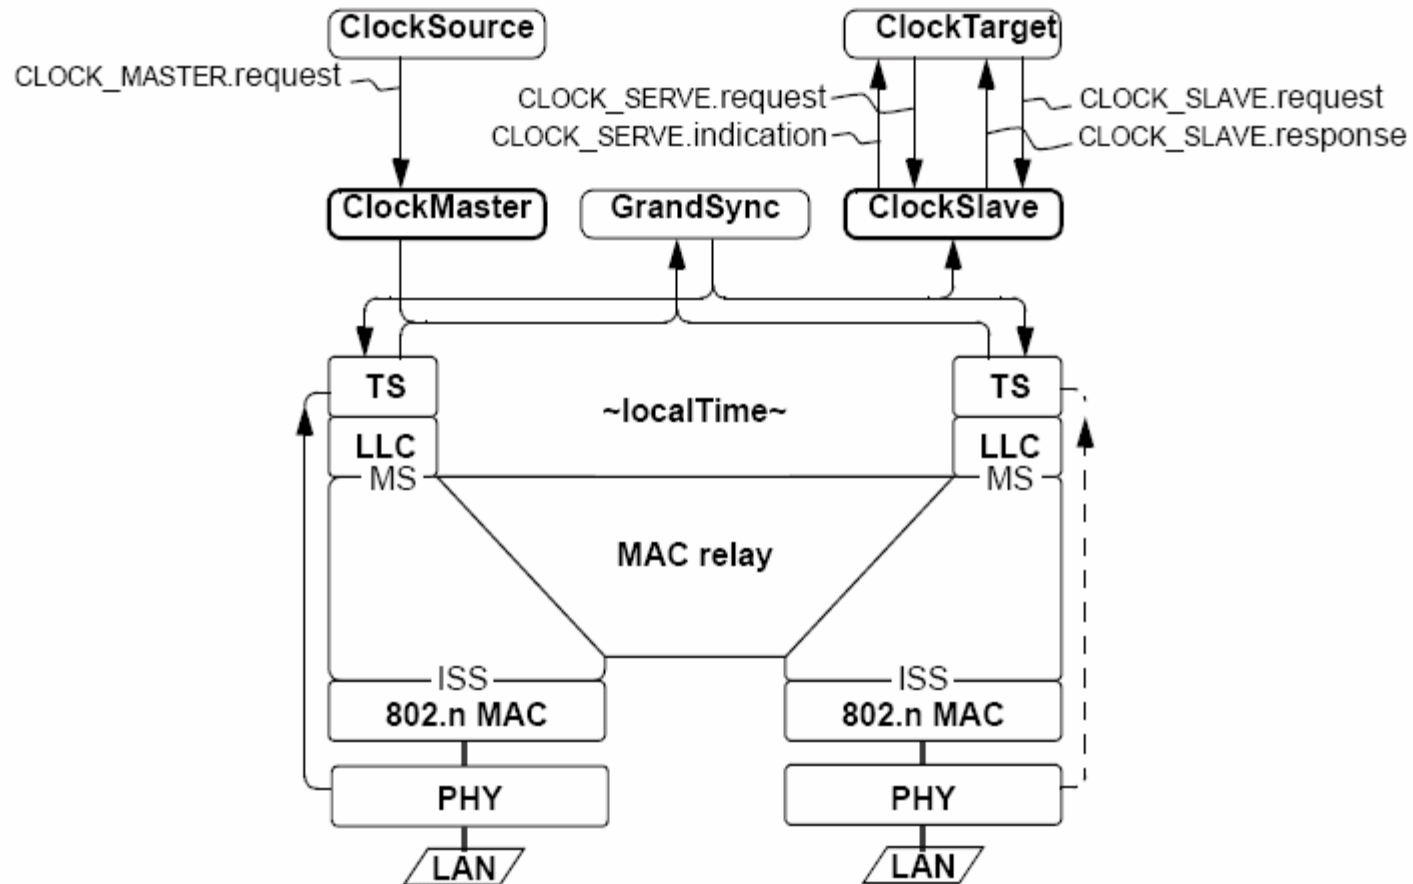 ClockSource
ClockTarget
CLOCK_MASTER.request
CLOCK_SERVE.request
CLOCK_SLAVE.request
CLOCK_SERVE.indication
CLOCK_SLAVE.response
ClockMaster
GrandSync
ClockSlave
TS
TS
~localTime~
LLC
LLC
MS
MS
MAC relay
ISS
ISS
802.n MAC
802.n MAC
PHY
PHY
LAN
LAN